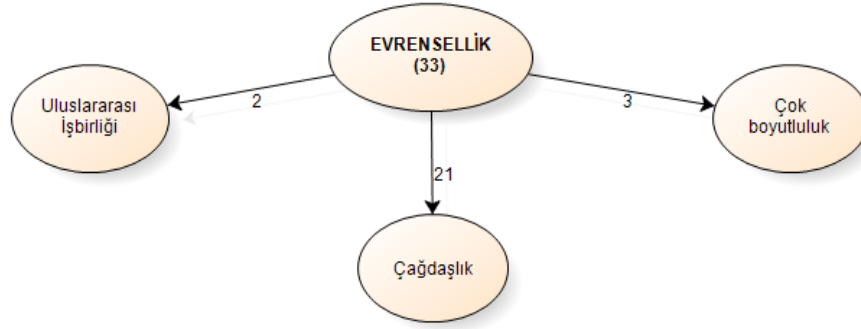 EVRENSELLİK
(33)
2
3
Uluslararası
İşbirliği
Çok
boyutluluk
21
Çağdaşlık